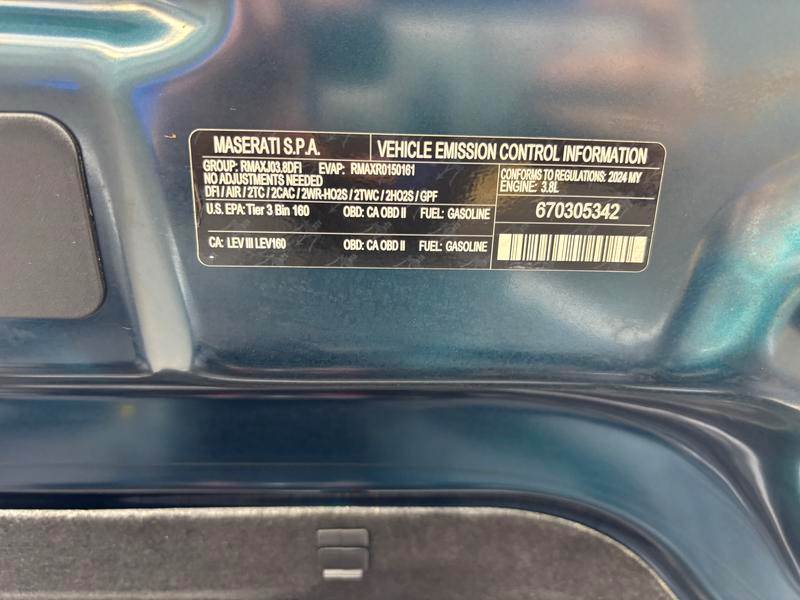 MASERATI S.P.A.
VEHICLE EMISSION CONTROL INFORMATION
GROUP: RMAXJ03.8DFI EVAP: RMAXR0150161
NO ADJUSTMENTS NEEDED
DFI / AIR / 2TC / 2CAC / 2WR-HO2S / 2TWC / 2HO2S / GPF
CONFORMS TO REGULATIONS: 2024 MY
ENGINE: 3.8L
U.S. EPA: Tier 3 Bin 160 OBD: CA OBD II FUEL: GASOLINE
670305342
CA: LEV III LEV160 OBD: CA OBD II FUEL: GASOLINE